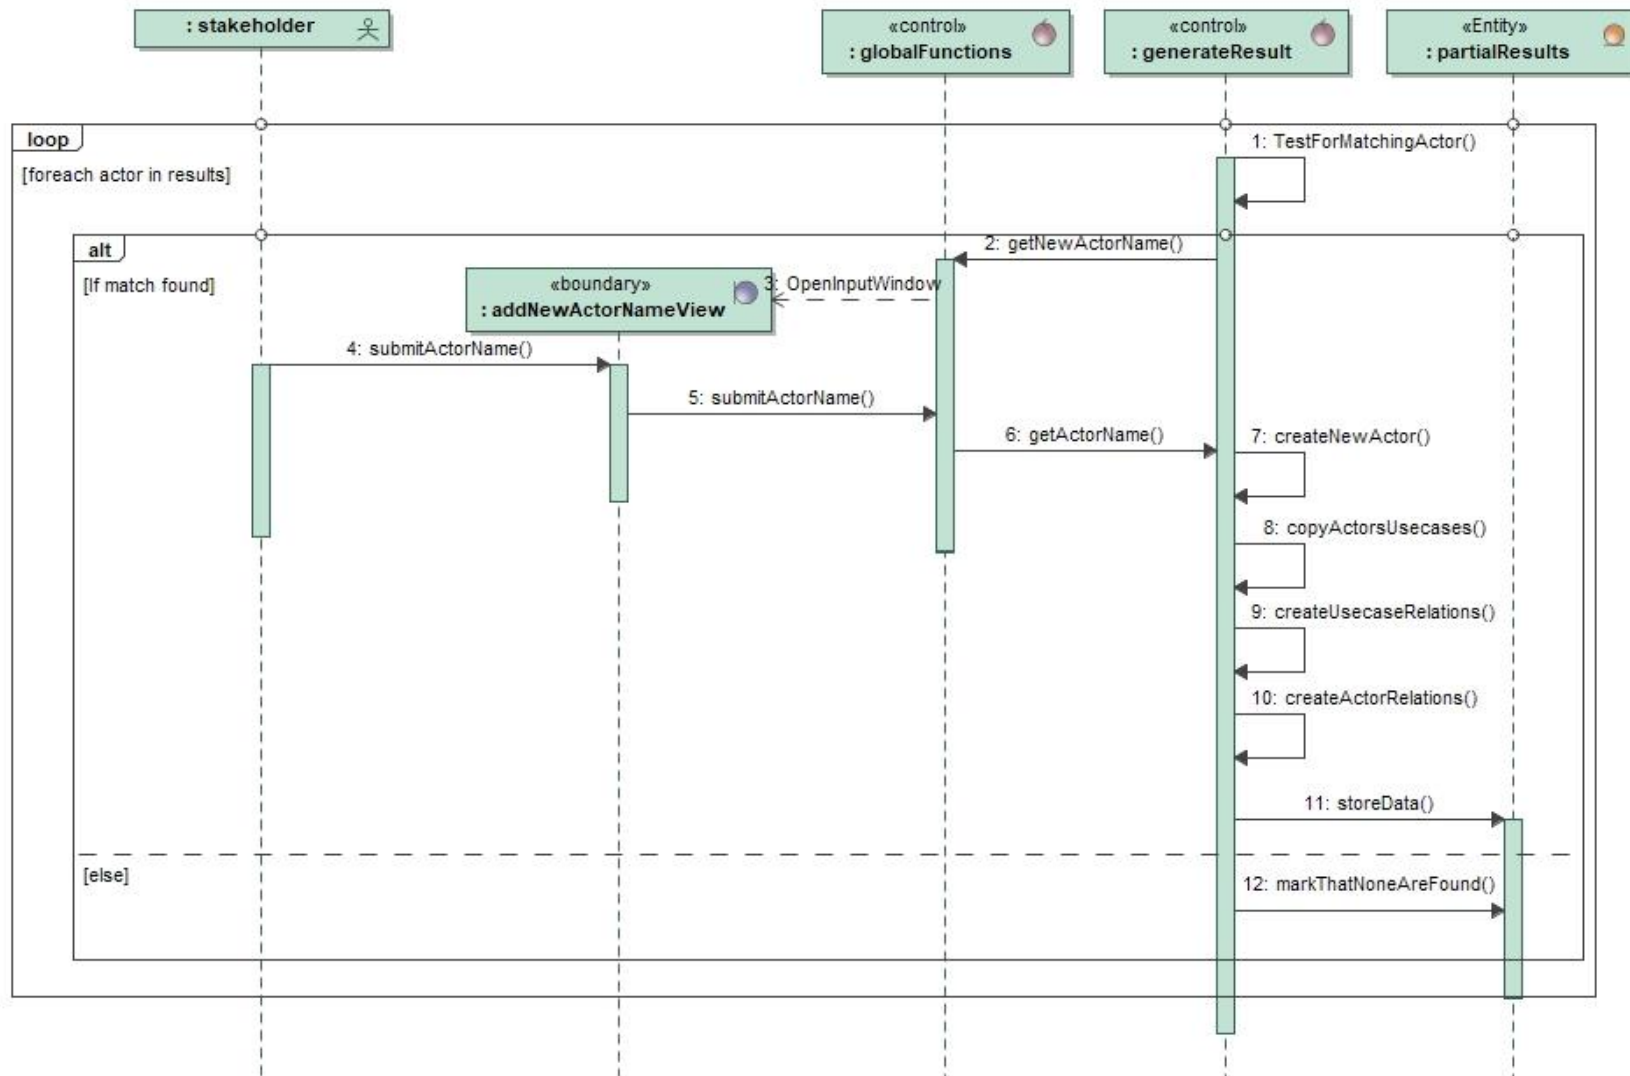 : stakeholder
«control»
: globalFunctions
«control»
: generateResult
«Entity»
: partialResults
loop
[foreach actor in results]
1: TestForMatchingActor()
alt
[If match found]
2: getNewActorName()
«boundary»
: addNewActorNameView
3: OpenInputWindow
4: submitActorName()
5: submitActorName()
6: getActorName()
7: createNewActor()
8: copyActorsUsecases()
9: createUsecaseRelations()
10: createActorRelations()
11: storeData()
[else]
12: markThatNoneAreFound()